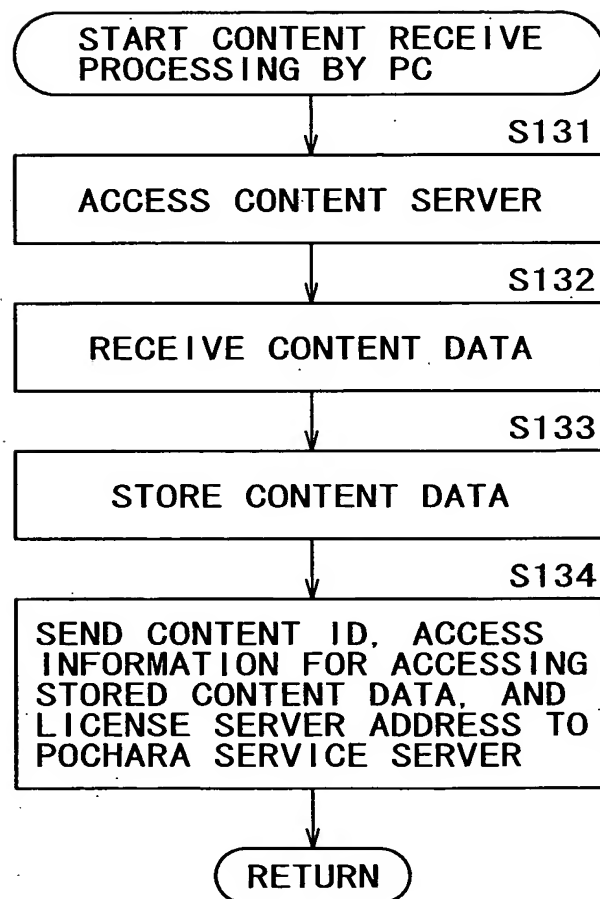 START CONTENT RECEIVE
PROCESSING BY PC
S131
ACCESS CONTENT SERVER
S132
RECEIVE CONTENT DATA
S133
STORE CONTENT DATA
S134
SEND CONTENT ID, ACCESS
INFORMATION FOR ACCESSING
STORED CONTENT DATA, AND
LICENSE SERVER ADDRESS TO
POCHARA SERVICE SERVER
RETURN